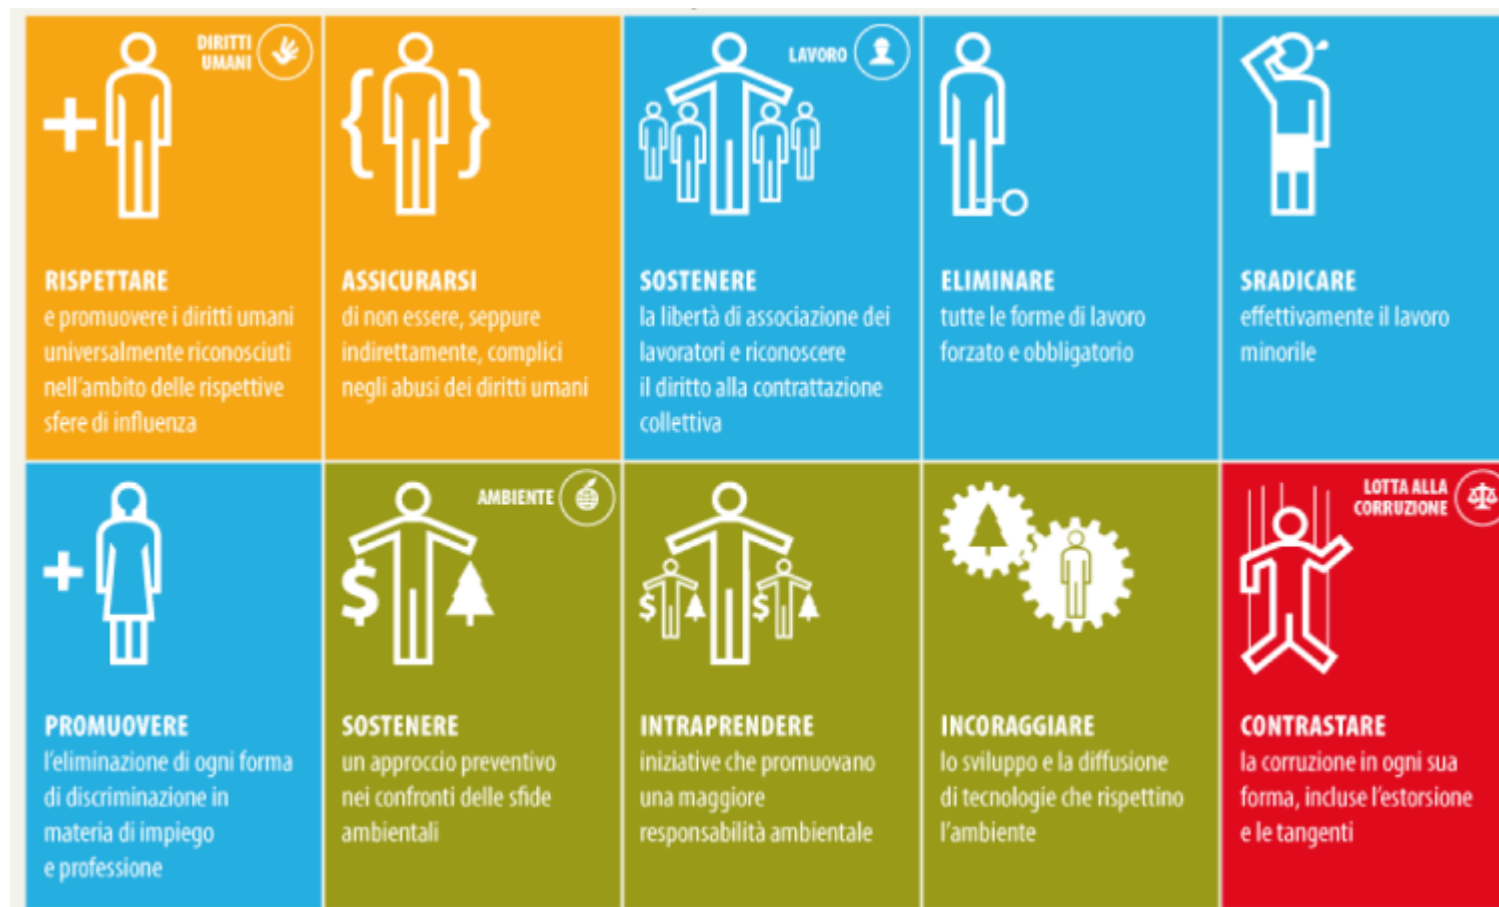 DIRITTI
UMANI
RISPETTARE
e promuovere i diritti umani
universalmente riconosciuti
nell'ambito delle rispettive
sfere di influenza
ASSICURARSI
di non essere, seppure
indirettamente, complici
negli abusi dei diritti umani
LAVORO
SOSTENERE
la libertà di associazione dei
lavoratori e riconoscere
il diritto alla contrattazione
collettiva
ELIMINARE
tutte le forme di lavoro
forzato e obbligatorio
SRADICARE
effettivamente il lavoro
minorile
PROMUOVERE
l'eliminazione di ogni forma
di discriminazione in
materia di impiego
e professione
AMBIENTE
$
SOSTENERE
un approccio preventivo
nei confronti delle sfide
ambientali
$ $
INTRAPRENDERE
iniziative che promuovano
una maggiore
responsabilità ambientale
INCORAGGIARE
lo sviluppo e la diffusione
di tecnologie che rispettino
l'ambiente
LOTTA ALLA
CORRUZIONE
CONTRASTARE
la corruzione in ogni sua
forma, incluse l'estorsione
e le tangenti